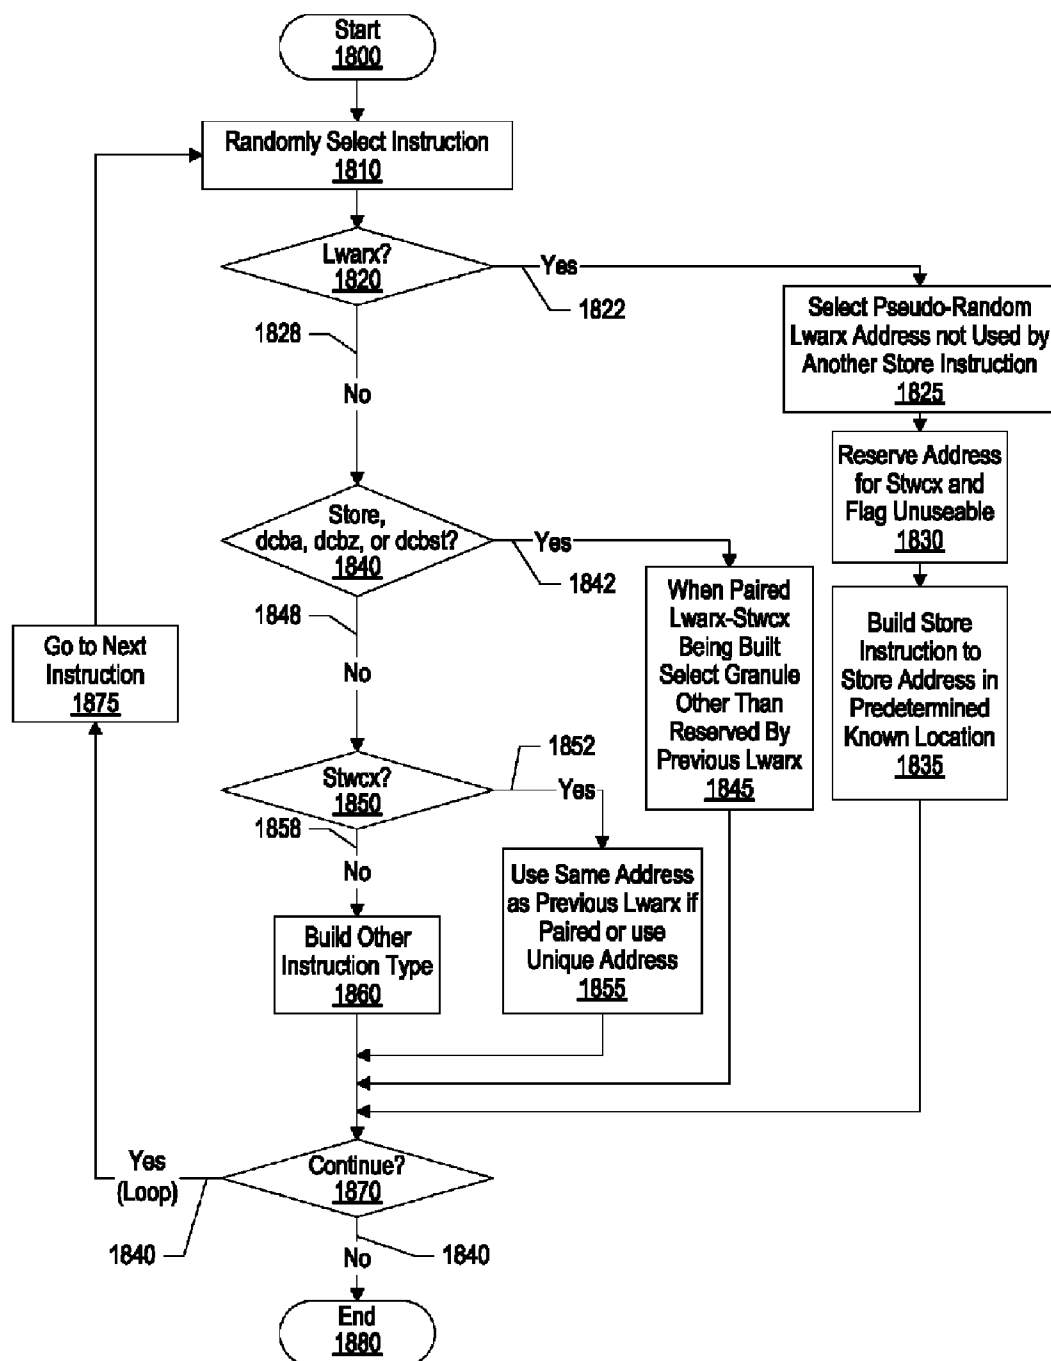 Start
1800
Randomly Select Instruction
1810
Lwarx?
1820
Yes
1822
1828
No
Select Pseudo-Random
Lwarx Address not Used by
Another Store Instruction
1825
Reserve Address
for Stwcx and
Flag Unuseable
1830
Build Store
Instruction to
Store Address in
Predetermined
Known Location
1835
Store,
dcba, dcbz, or dcbst?
1840
Yes
1842
1848
No
When Paired
Lwarx-Stwcx
Being Built
Select Granule
Other Than
Reserved By
Previous Lwarx
1845
Go to Next
Instruction
1875
Stwcx?
1850
1852
Yes
1858
No
Use Same Address
as Previous Lwarx if
Paired or use
Unique Address
1855
Build Other
Instruction Type
1860
Continue?
1870
Yes
(Loop)
1840
1840
No
End
1880